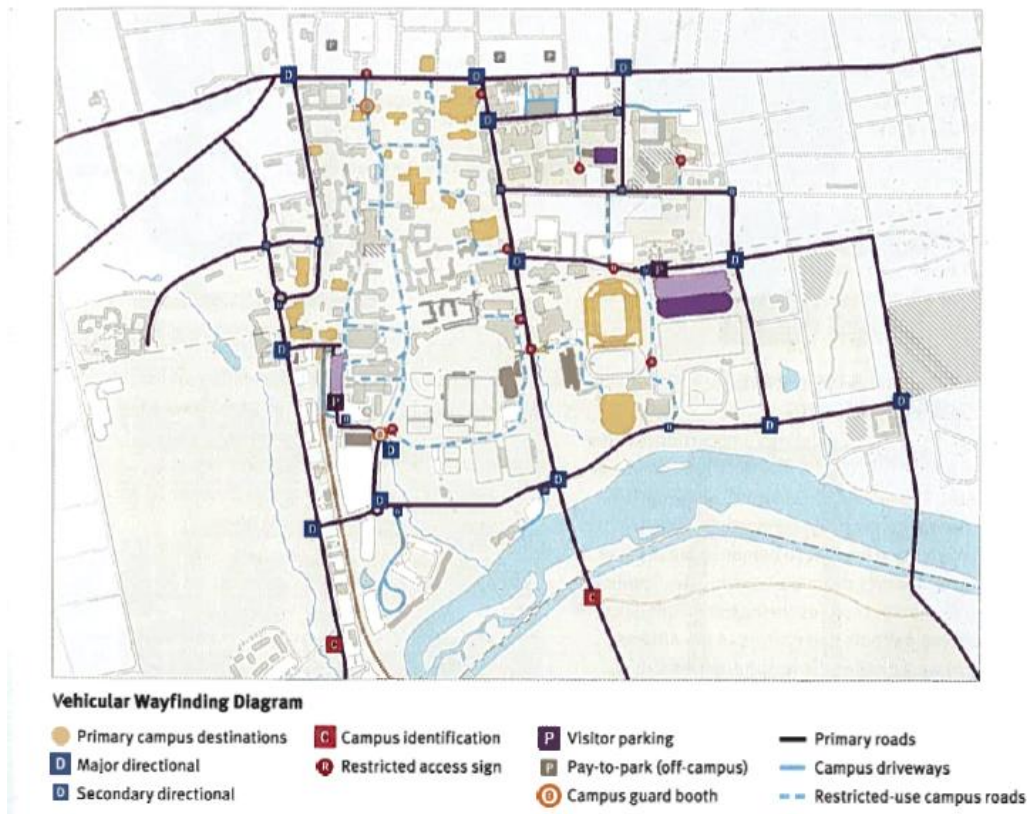 P
P P
D
D
D
D
D
D
D
P
D
P
D
D
D
D
D
D
C
C
Vehicular Wayfinding Diagram
Primary campus destinations
D Major directional
D Secondary directional
C Campus identification
R Restricted access sign
P Visitor parking
P Pay-to-park (off-campus)
Campus guard booth
Primary roads
Campus driveways
Restricted-use campus roads